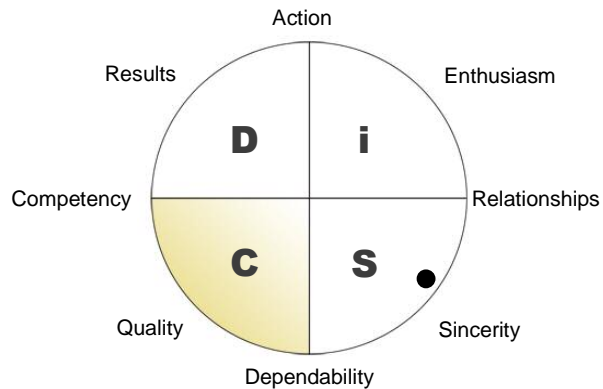 Action
Results
Enthusiasm
D i
Competency
Relationships
C S
Quality
Sincerity
Dependability